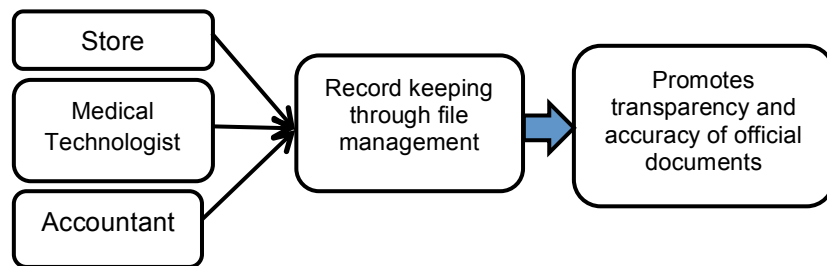 Store
Medical
Technologist
Accountant
Record keeping
through file
management
Promotes
transparency and
accuracy of official
documents